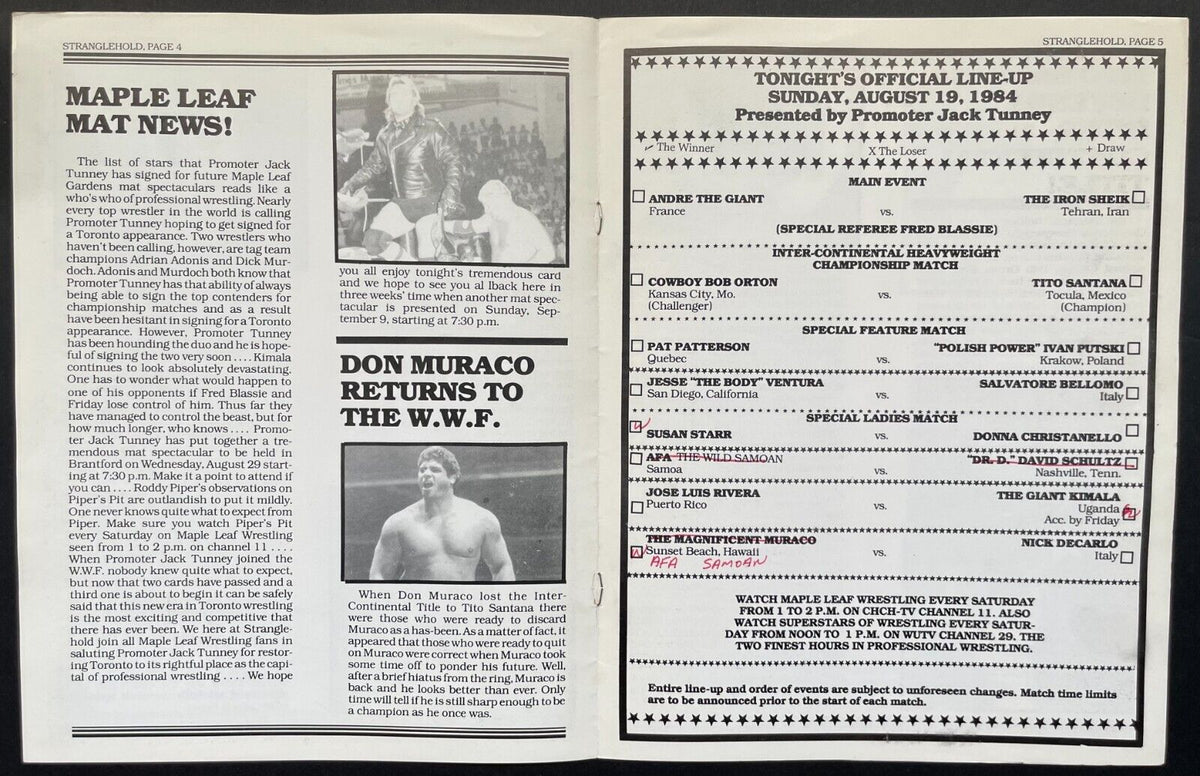 STRANGLEHOLD, PAGE 4
MAPLE LEAF
MAT NEWS!
The list of stars that Promoter Jack
Tunney has signed for future Maple Leaf
Gardens mat spectaculars reads like a
who's who of professional wrestling. Nearly
every top wrestler in the world is calling
Promoter Tunney hoping to get signed for
a Toronto appearance. Two wrestlers who
haven't been calling, however, are tag team
champions Adrian Adonis and Dick Mur-
doch. Adonis and Murdoch both know that
Promoter Tunney has that ability of always
being able to sign the top contenders for
championship matches and as a result
have been hesitant in signing for a Toronto
appearance. However, Promoter Tunney
has been hounding the duo and he is hope-
ful of signing the two very soon .... Kimala
continues to look absolutely devastating.
One has to wonder what would happen to
one of his opponents if Fred Blassie and
Friday lose control of him. Thus far they
have managed to control the beast, but for
how much longer, who knows .... Promo-
ter Jack Tunney has put together a tre-
mendous mat spectacular to be held in
Brantford on Wednesday, August 29 start-
ing at 7:30 p.m. Make it a point to attend if
you can .... Roddy Piper's observations on
Piper's Pit are outlandish to put it mildly.
One never knows quite what to expect from
Piper. Make sure you watch Piper's Pit
every Saturday on Maple Leaf Wrestling
seen from 1 to 2 p.m. on channel 11 ....
When Promoter Jack Tunney joined the
W.W.F. nobody knew quite what to expect,
but now that two cards have passed and a
third one is about to begin it can be safely
said that this new era in Toronto wrestling
is the most exciting and competitive that
there has ever been. We here at Strangle-
hold join all Maple Leaf Wrestling fans in
saluting Promoter Jack Tunney for restor-
ing Toronto to its rightful place as the capi-
tal of professional wrestling .... We hope
you all enjoy tonight's tremendous card
and we hope to see you al lback here in
three weeks' time when another mat spec-
tacular is presented on Sunday, Sep-
tember 9, starting at 7:30 p.m.
DON MURACO
RETURNS TO
THE W.W.F.
When Don Muraco lost the Inter-
Continental Title to Tito Santana there
were those who were ready to discard
Muraco as a has-been. As a matter of fact, it
appeared that those who were ready to quit
on Muraco were correct when Muraco took
some time off to ponder his future. Well,
after a brief hiatus from the ring, Muraco is
back and he looks better than ever. Only
time will tell if he is still sharp enough to be
a champion as he once was.
STRANGLEHOLD, PAGE 5
TONIGHT'S OFFICIAL LINE-UP
SUNDAY, AUGUST 19, 1984
Presented by Promoter Jack Tunney
✓ The Winner X The Loser + Draw
MAIN EVENT
ANDRE THE GIANT THE IRON SHEIK
France vs. Tehran, Iran
(SPECIAL REFEREE FRED BLASSIE)
INTER-CONTINENTAL HEAVYWEIGHT
CHAMPIONSHIP MATCH
COWBOY BOB ORTON TITO SANTANA
Kansas City, Mo. vs. Tocula, Mexico
(Challenger) (Champion)
SPECIAL FEATURE MATCH
PAT PATTERSON "POLISH POWER" IVAN PUTSKI
Quebec vs. Krakow, Poland
JESSE "THE BODY" VENTURA SALVATORE BELLOMO
San Diego, California vs. Italy
SPECIAL LADIES MATCH
W
SUSAN STARR vs. DONNA CHRISTANELLO
AFA THE WILD SAMOAN "DR. D." DAVID SCHULTZ
Samoa vs. Nashville, Tenn.
JOSE LUIS RIVERA THE GIANT KIMALA
Puerto Rico vs. Uganda
Acc. by Friday W
THE MAGNIFICENT MURACO NICK DECARLO
W Sunset Beach, Hawaii vs. Italy
AFA SAMOAN
WATCH MAPLE LEAF WRESTLING EVERY SATURDAY
FROM 1 TO 2 P.M. ON CHCH-TV CHANNEL 11. ALSO
WATCH SUPERSTARS OF WRESTLING EVERY SATUR-
DAY FROM NOON TO 1 P.M. ON WUTV CHANNEL 29. THE
TWO FINEST HOURS IN PROFESSIONAL WRESTLING.
Entire line-up and order of events are subject to unforeseen changes. Match time limits
are to be announced prior to the start of each match.